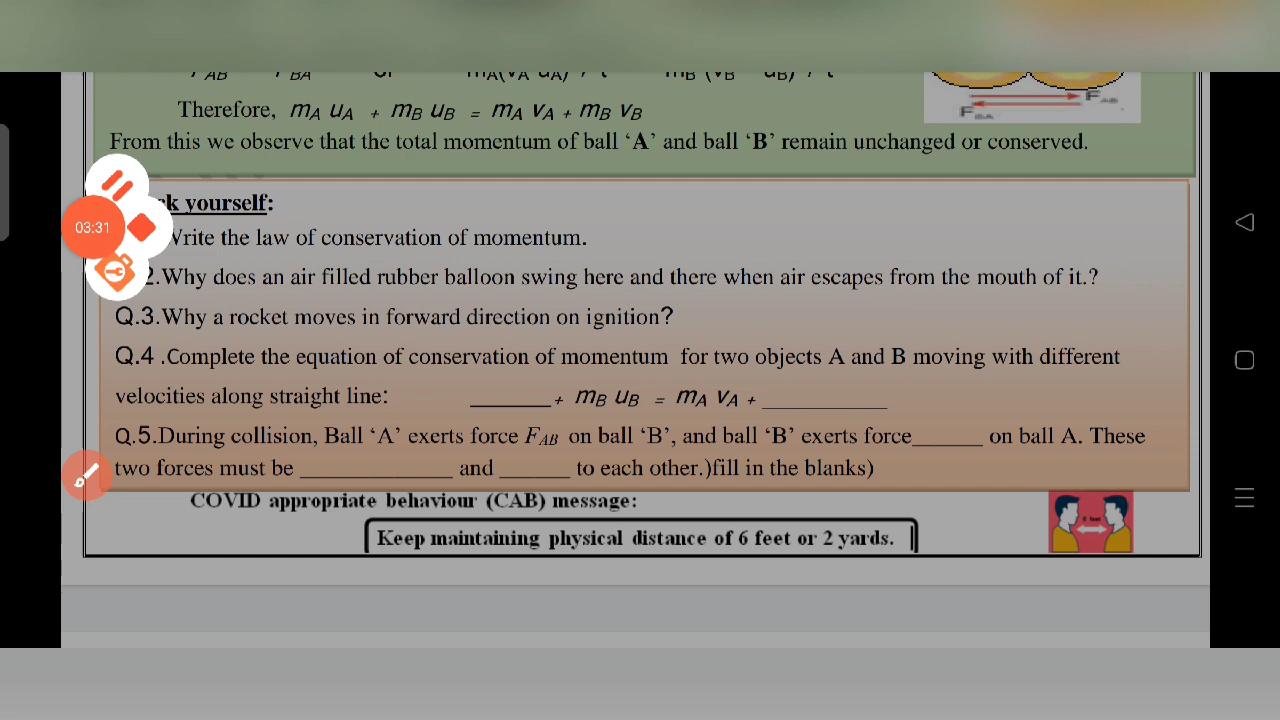 Therefore, mA uA + mB uB = mA vA + mB vB
From this we observe that the total momentum of ball ‘A’ and ball ‘B’ remain unchanged or conserved.
yourself:
03:31
Write the law of conservation of momentum.
2.Why does an air filled rubber balloon swing here and there when air escapes from the mouth of it.?
Q.3.Why a rocket moves in forward direction on ignition?
Q.4 .Complete the equation of conservation of momentum for two objects A and B moving with different
velocities along straight line: _______+ mB uB = mA vA + ___________
Q.5.During collision, Ball ‘A’ exerts force FAB on ball ‘B’, and ball ‘B’ exerts force______ on ball A. These
two forces must be _____________ and ______ to each other.)fill in the blanks)
COVID appropriate behaviour (CAB) message:
6 feet
Keep maintaining physical distance of 6 feet or 2 yards.